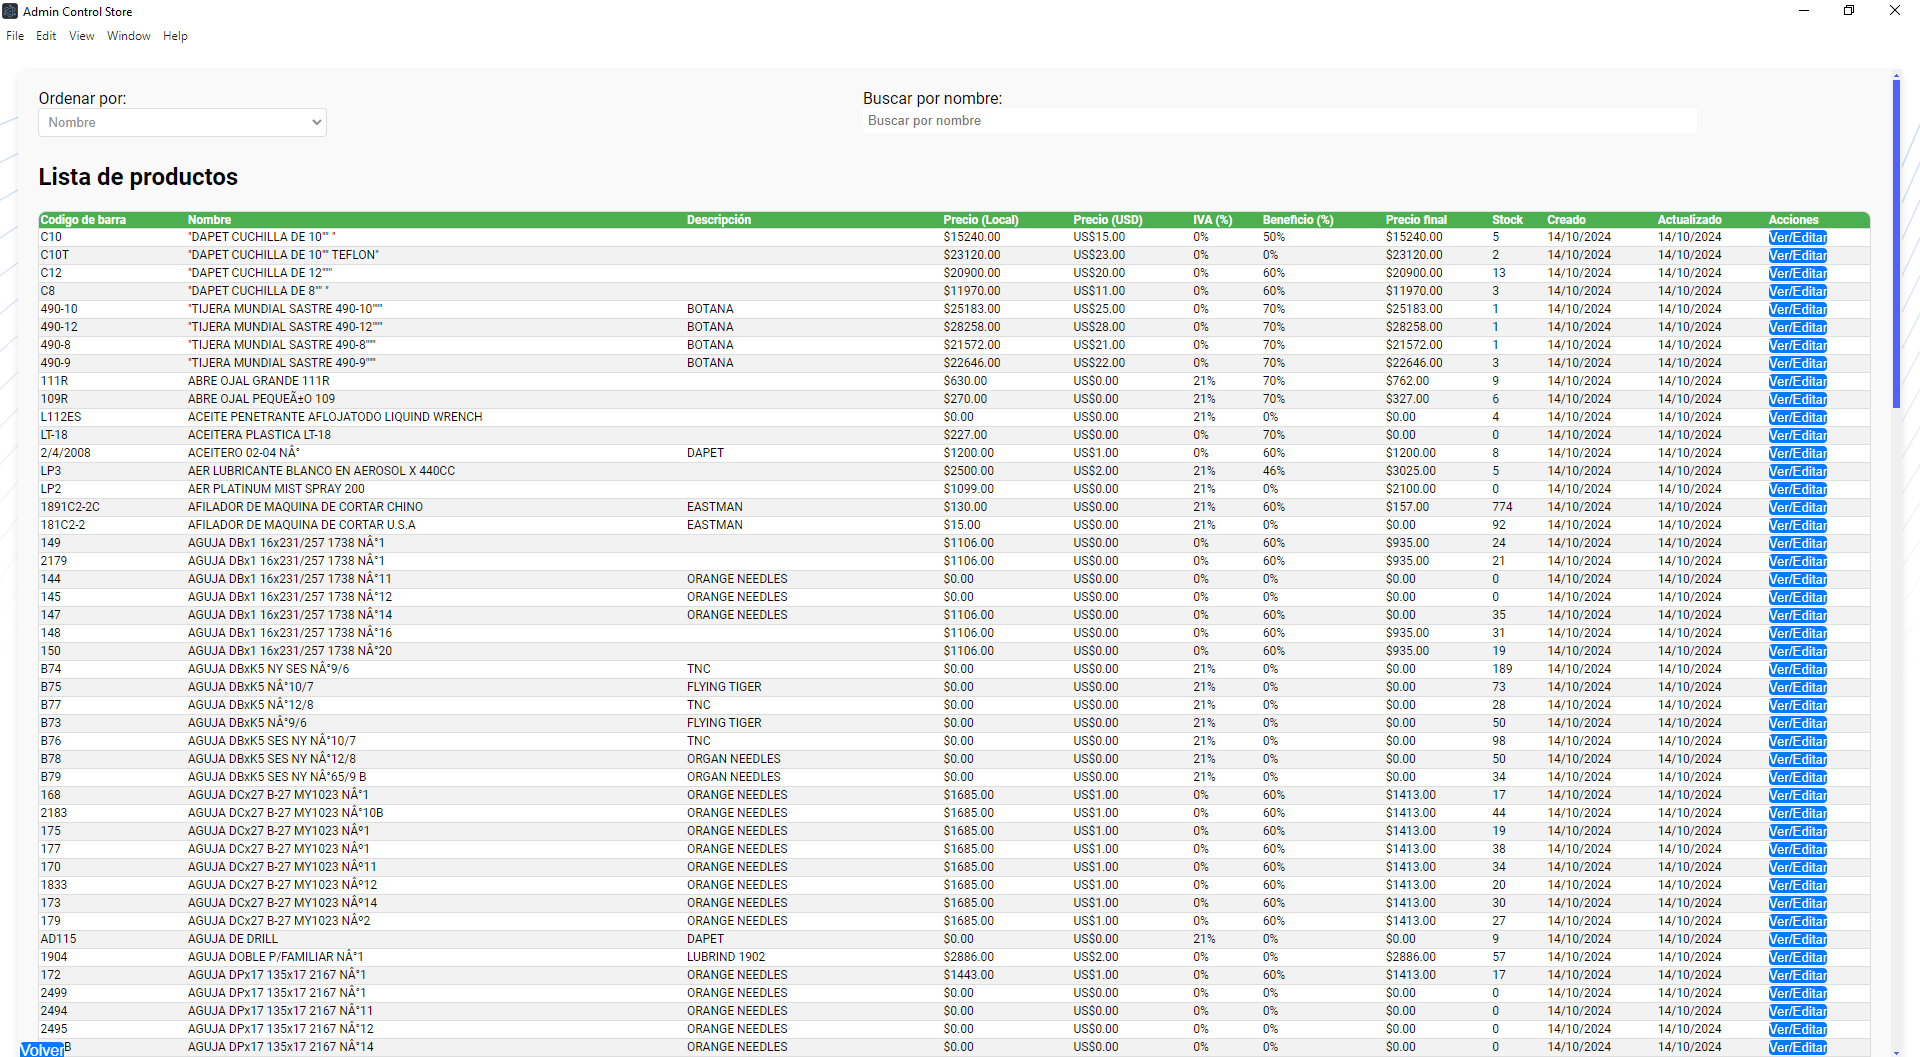 Admin Control Store
File Edit View Window Help
Ordenar por: Buscar por nombre:
Nombre Buscar por nombre
Lista de productos
Codigo de barra Nombre Descripción Precio (Local) Precio (USD) IVA (%) Beneficio (%) Precio final Stock Creado Actualizado Acciones
C10 "DAPET CUCHILLA DE 10"" " $15240.00 US$15.00 0% 50% $15240.00 5 14/10/2024 14/10/2024 Ver/Editar
C10T "DAPET CUCHILLA DE 10"" TEFLON" $23120.00 US$23.00 0% 0% $23120.00 2 14/10/2024 14/10/2024 Ver/Editar
C12 "DAPET CUCHILLA DE 12""" $20900.00 US$20.00 0% 60% $20900.00 13 14/10/2024 14/10/2024 Ver/Editar
C8 "DAPET CUCHILLA DE 8"" " $11970.00 US$11.00 0% 60% $11970.00 3 14/10/2024 14/10/2024 Ver/Editar
490-10 "TIJERA MUNDIAL SASTRE 490-10""" BOTANA $25183.00 US$25.00 0% 70% $25183.00 1 14/10/2024 14/10/2024 Ver/Editar
490-12 "TIJERA MUNDIAL SASTRE 490-12""" BOTANA $28258.00 US$28.00 0% 70% $28258.00 1 14/10/2024 14/10/2024 Ver/Editar
490-8 "TIJERA MUNDIAL SASTRE 490-8""" BOTANA $21572.00 US$21.00 0% 70% $21572.00 1 14/10/2024 14/10/2024 Ver/Editar
490-9 "TIJERA MUNDIAL SASTRE 490-9""" BOTANA $22646.00 US$22.00 0% 70% $22646.00 3 14/10/2024 14/10/2024 Ver/Editar
111R ABRE OJAL GRANDE 111R $630.00 US$0.00 21% 70% $762.00 9 14/10/2024 14/10/2024 Ver/Editar
109R ABRE OJAL PEQUEÃ±O 109 $270.00 US$0.00 21% 70% $327.00 6 14/10/2024 14/10/2024 Ver/Editar
L112ES ACEITE PENETRANTE AFLOJATODO LIQUIND WRENCH $0.00 US$0.00 21% 0% $0.00 4 14/10/2024 14/10/2024 Ver/Editar
LT-18 ACEITERA PLASTICA LT-18 $227.00 US$0.00 0% 70% $0.00 0 14/10/2024 14/10/2024 Ver/Editar
2/4/2008 ACEITERO 02-04 NÂ° DAPET $1200.00 US$1.00 0% 60% $1200.00 8 14/10/2024 14/10/2024 Ver/Editar
LP3 AER LUBRICANTE BLANCO EN AEROSOL X 440CC $2500.00 US$2.00 21% 46% $3025.00 5 14/10/2024 14/10/2024 Ver/Editar
LP2 AER PLATINUM MIST SPRAY 200 $1099.00 US$0.00 21% 0% $2100.00 0 14/10/2024 14/10/2024 Ver/Editar
1891C2-2C AFILADOR DE MAQUINA DE CORTAR CHINO EASTMAN $130.00 US$0.00 21% 60% $157.00 774 14/10/2024 14/10/2024 Ver/Editar
181C2-2 AFILADOR DE MAQUINA DE CORTAR U.S.A EASTMAN $15.00 US$0.00 21% 0% $0.00 92 14/10/2024 14/10/2024 Ver/Editar
149 AGUJA DBx1 16x231/257 1738 NÂ°1 $1106.00 US$0.00 0% 60% $935.00 24 14/10/2024 14/10/2024 Ver/Editar
2179 AGUJA DBx1 16x231/257 1738 NÂ°1 $1106.00 US$0.00 0% 60% $935.00 21 14/10/2024 14/10/2024 Ver/Editar
144 AGUJA DBx1 16x231/257 1738 NÂ°11 ORANGE NEEDLES $0.00 US$0.00 0% 0% $0.00 0 14/10/2024 14/10/2024 Ver/Editar
145 AGUJA DBx1 16x231/257 1738 NÂ°12 ORANGE NEEDLES $0.00 US$0.00 0% 0% $0.00 0 14/10/2024 14/10/2024 Ver/Editar
147 AGUJA DBx1 16x231/257 1738 NÂ°14 ORANGE NEEDLES $1106.00 US$0.00 0% 60% $0.00 35 14/10/2024 14/10/2024 Ver/Editar
148 AGUJA DBx1 16x231/257 1738 NÂ°16 $1106.00 US$0.00 0% 60% $935.00 31 14/10/2024 14/10/2024 Ver/Editar
150 AGUJA DBx1 16x231/257 1738 NÂ°20 $1106.00 US$0.00 0% 60% $935.00 19 14/10/2024 14/10/2024 Ver/Editar
B74 AGUJA DBxK5 NY SES NÂ°9/6 TNC $0.00 US$0.00 21% 0% $0.00 189 14/10/2024 14/10/2024 Ver/Editar
B75 AGUJA DBxK5 NÂ°10/7 FLYING TIGER $0.00 US$0.00 21% 0% $0.00 73 14/10/2024 14/10/2024 Ver/Editar
B77 AGUJA DBxK5 NÂ°12/8 TNC $0.00 US$0.00 21% 0% $0.00 28 14/10/2024 14/10/2024 Ver/Editar
B73 AGUJA DBxK5 NÂ°9/6 FLYING TIGER $0.00 US$0.00 21% 0% $0.00 50 14/10/2024 14/10/2024 Ver/Editar
B76 AGUJA DBxK5 SES NY NÂ°10/7 TNC $0.00 US$0.00 21% 0% $0.00 98 14/10/2024 14/10/2024 Ver/Editar
B78 AGUJA DBxK5 SES NY NÂ°12/8 ORGAN NEEDLES $0.00 US$0.00 21% 0% $0.00 50 14/10/2024 14/10/2024 Ver/Editar
B79 AGUJA DBxK5 SES NY NÂ°65/9 B ORGAN NEEDLES $0.00 US$0.00 21% 0% $0.00 34 14/10/2024 14/10/2024 Ver/Editar
168 AGUJA DCx27 B-27 MY1023 NÂ°1 ORANGE NEEDLES $1685.00 US$1.00 0% 60% $1413.00 17 14/10/2024 14/10/2024 Ver/Editar
2183 AGUJA DCx27 B-27 MY1023 NÂ°10B ORANGE NEEDLES $1685.00 US$1.00 0% 60% $1413.00 44 14/10/2024 14/10/2024 Ver/Editar
175 AGUJA DCx27 B-27 MY1023 NÂº1 ORANGE NEEDLES $1685.00 US$1.00 0% 60% $1413.00 19 14/10/2024 14/10/2024 Ver/Editar
177 AGUJA DCx27 B-27 MY1023 NÂº1 ORANGE NEEDLES $1685.00 US$1.00 0% 60% $1413.00 38 14/10/2024 14/10/2024 Ver/Editar
170 AGUJA DCx27 B-27 MY1023 NÂº11 ORANGE NEEDLES $1685.00 US$1.00 0% 60% $1413.00 34 14/10/2024 14/10/2024 Ver/Editar
1833 AGUJA DCx27 B-27 MY1023 NÂº12 ORANGE NEEDLES $1685.00 US$1.00 0% 60% $1413.00 20 14/10/2024 14/10/2024 Ver/Editar
173 AGUJA DCx27 B-27 MY1023 NÂº14 ORANGE NEEDLES $1685.00 US$1.00 0% 60% $1413.00 30 14/10/2024 14/10/2024 Ver/Editar
179 AGUJA DCx27 B-27 MY1023 NÂº2 ORANGE NEEDLES $1685.00 US$1.00 0% 60% $1413.00 27 14/10/2024 14/10/2024 Ver/Editar
AD115 AGUJA DE DRILL DAPET $0.00 US$0.00 21% 0% $0.00 9 14/10/2024 14/10/2024 Ver/Editar
1904 AGUJA DOBLE P/FAMILIAR NÂ°1 LUBRIND 1902 $2886.00 US$2.00 0% 0% $2886.00 57 14/10/2024 14/10/2024 Ver/Editar
172 AGUJA DPx17 135x17 2167 NÂ°1 ORANGE NEEDLES $1443.00 US$1.00 0% 60% $1413.00 17 14/10/2024 14/10/2024 Ver/Editar
2499 AGUJA DPx17 135x17 2167 NÂ°1 ORANGE NEEDLES $0.00 US$0.00 0% 0% $0.00 0 14/10/2024 14/10/2024 Ver/Editar
2494 AGUJA DPx17 135x17 2167 NÂ°11 ORANGE NEEDLES $0.00 US$0.00 0% 0% $0.00 0 14/10/2024 14/10/2024 Ver/Editar
2495 AGUJA DPx17 135x17 2167 NÂ°12 ORANGE NEEDLES $0.00 US$0.00 0% 0% $0.00 0 14/10/2024 14/10/2024 Ver/Editar
Volver B AGUJA DPx17 135x17 2167 NÂ°14 ORANGE NEEDLES $0.00 US$0.00 0% 0% $0.00 0 14/10/2024 14/10/2024 Ver/Editar